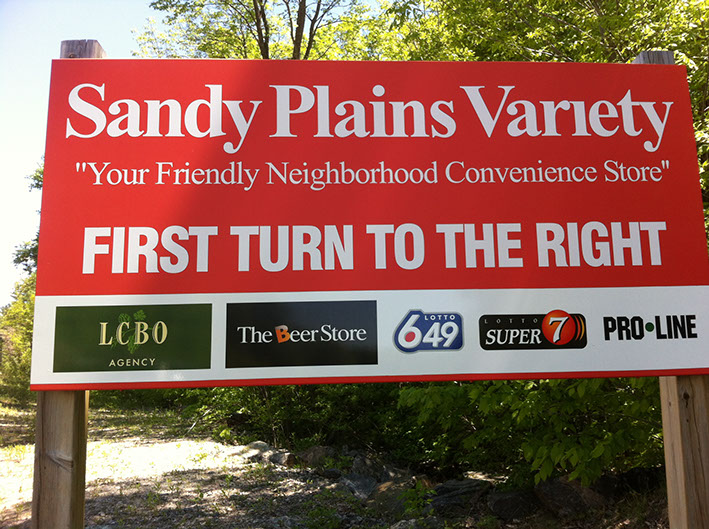 Sandy Plains Variety
"Your Friendly Neighborhood Convenience Store"
FIRST TURN TO THE RIGHT
LCBO
AGENCY
The Beer Store
LOTTO
649
LOTTO
SUPER 7
PRO•LINE